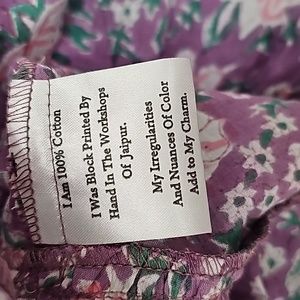 I Am 100% Cotton
I Was Block Printed By
Hand In The Workshops
Of Jaipur.
My Irregularities
And Nuances Of Color
Add to My Charm.